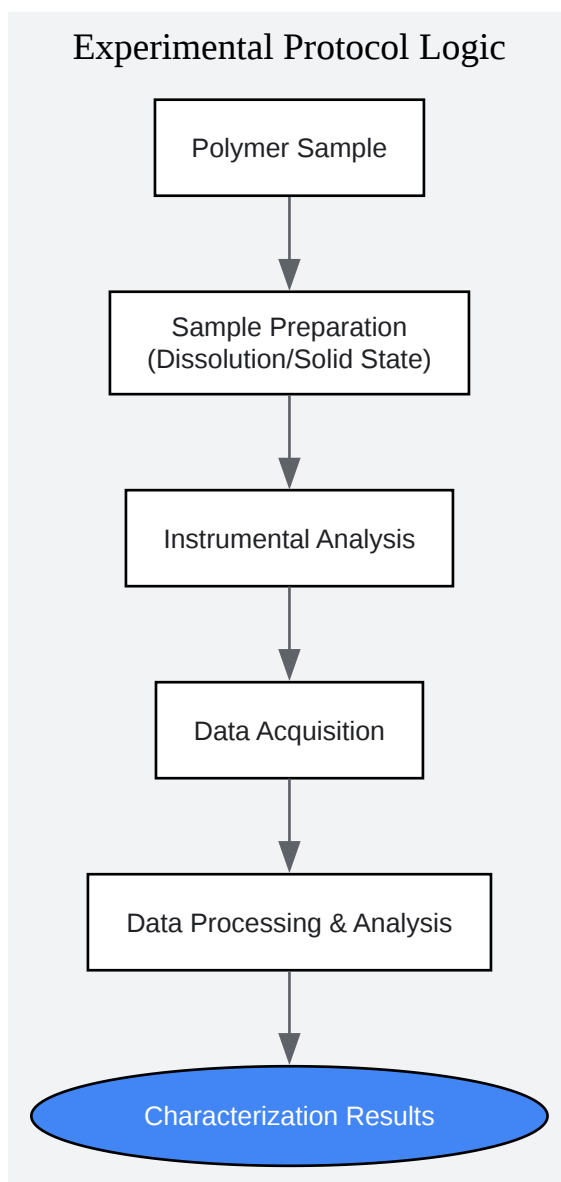 Experimental Protocol Logic
Polymer Sample
Sample Preparation
(Dissolution/Solid State)
Instrumental Analysis
Data Acquisition
Data Processing & Analysis
Characterization Results